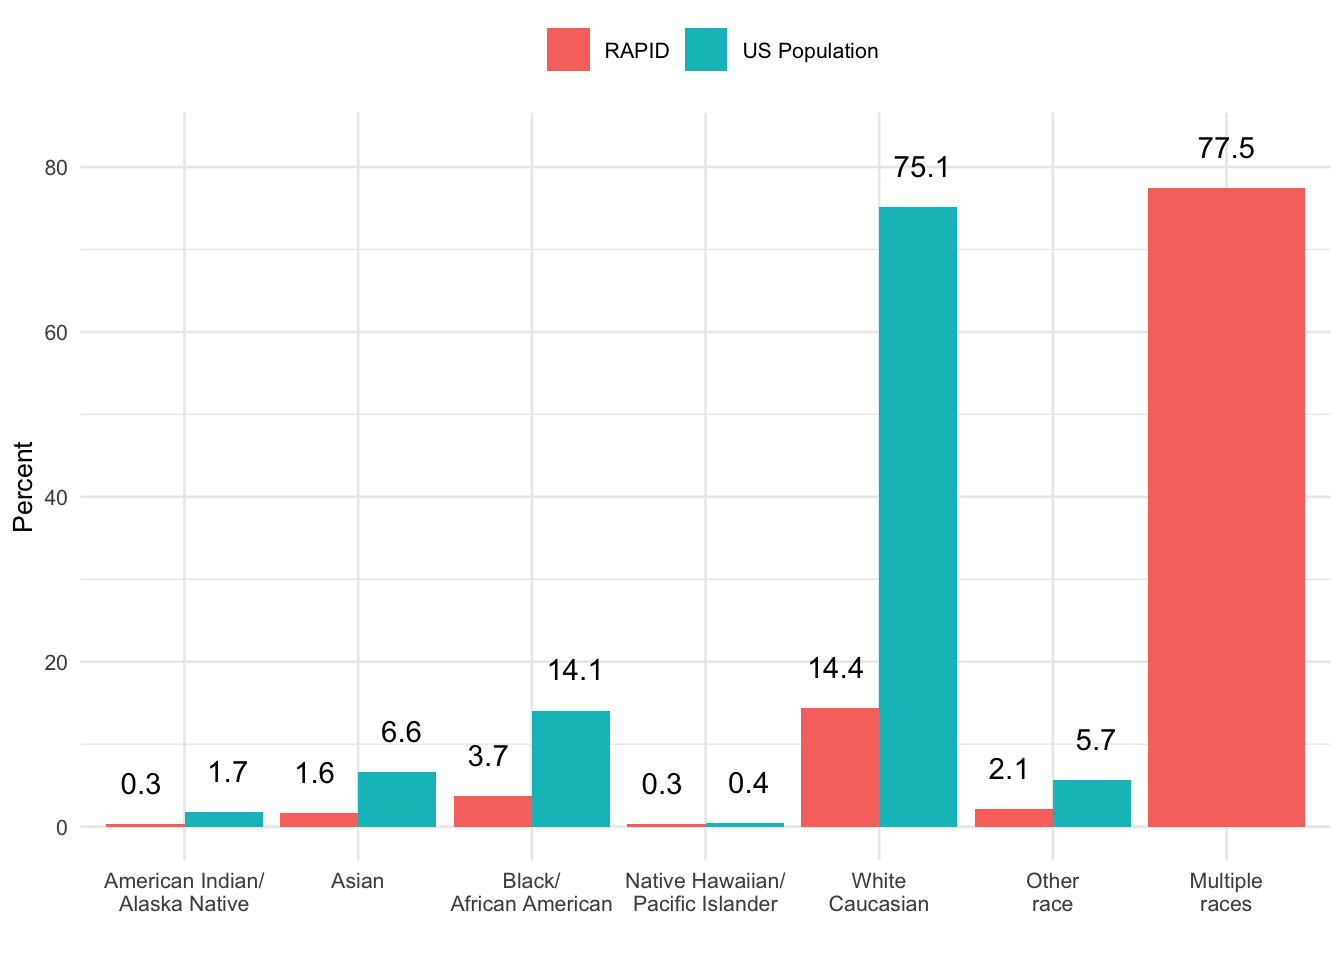 RAPID US Population
80
60
40
20
0
Percent
0.3 1.7 1.6 6.6 3.7 14.1 0.3 0.4 14.4 75.1 2.1 5.7 77.5
American Indian/
Alaska Native
Asian
Black/
African American
Native Hawaiian/
Pacific Islander
White
Caucasian
Other
race
Multiple
races